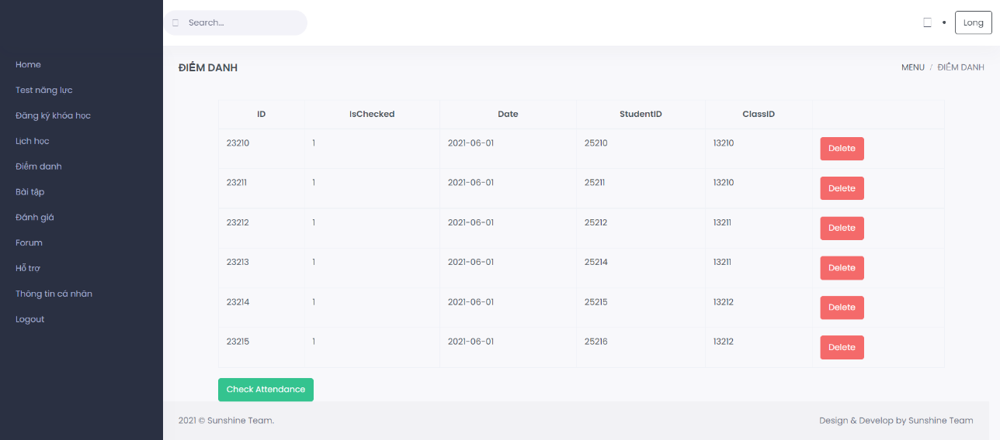 Search...
Long
Home
Test năng lực
Đăng ký khóa học
Lịch học
Điểm danh
Bài tập
Đánh giá
Forum
Hỗ trợ
Thông tin cá nhân
Logout
ĐIỂM DANH
MENU / ĐIỂM DANH
ID IsChecked Date StudentID ClassID
23210 1 2021-06-01 25210 13210 Delete
23211 1 2021-06-01 25211 13210 Delete
23212 1 2021-06-01 25212 13211 Delete
23213 1 2021-06-01 25214 13211 Delete
23214 1 2021-06-01 25215 13212 Delete
23215 1 2021-06-01 25216 13212 Delete
Check Attendance
2021 © Sunshine Team.
Design & Develop by Sunshine Team